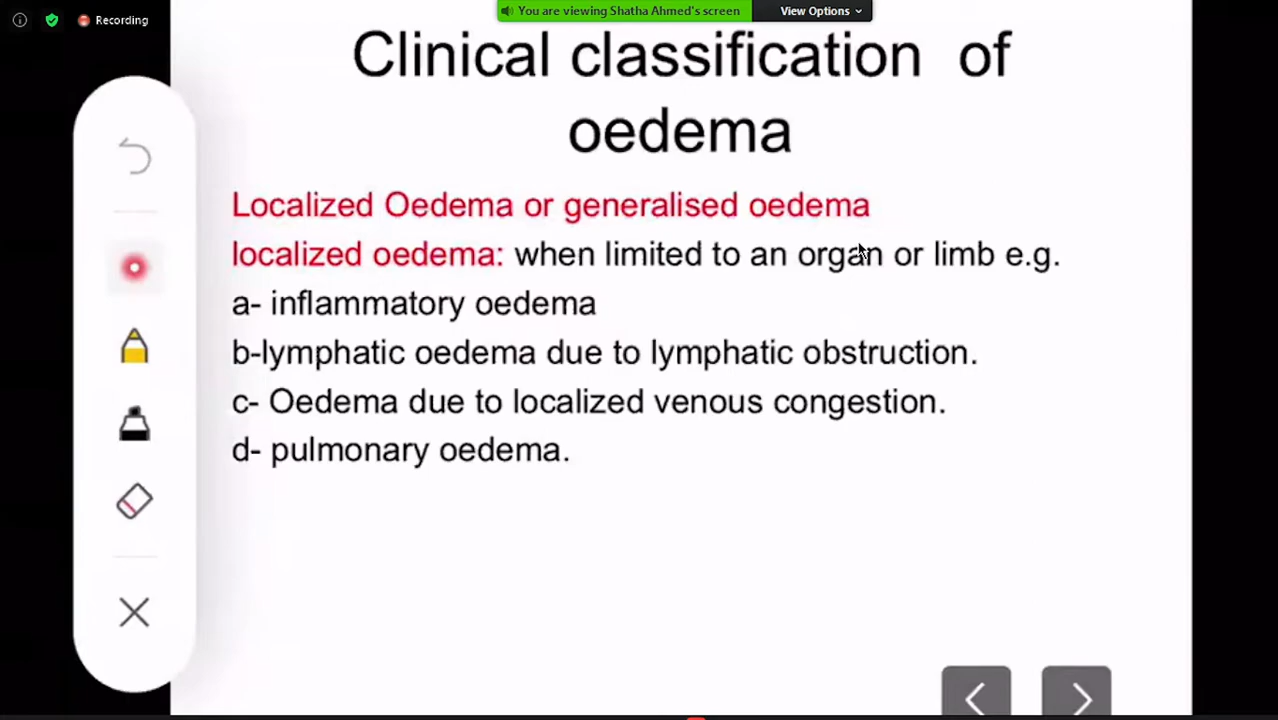 Recording
You are viewing Shatha Ahmed's screen
View Options
Clinical classification of
oedema
Localized Oedema or generalised oedema
localized oedema: when limited to an organ or limb e.g.
a- inflammatory oedema
b-lymphatic oedema due to lymphatic obstruction.
c- Oedema due to localized venous congestion.
d- pulmonary oedema.